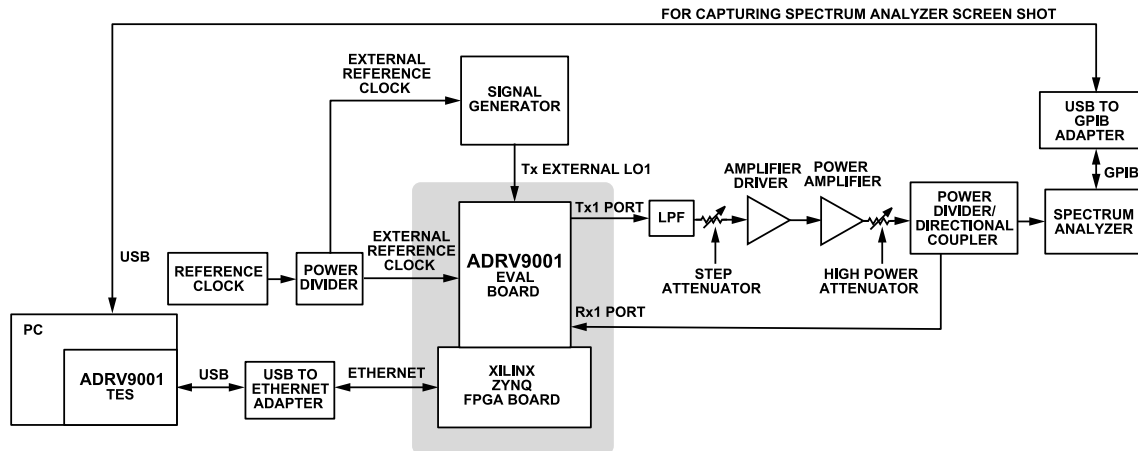 FOR CAPTURING SPECTRUM ANALYZER SCREEN SHOT
EXTERNAL
REFERENCE
CLOCK
SIGNAL
GENERATOR
USB TO
GPIB
ADAPTER
Tx EXTERNAL LO1
AMPLIFIER
DRIVER
POWER
AMPLIFIER
GPIB
Tx1 PORT
LPF
POWER
DIVIDER/
DIRECTIONAL
COUPLER
SPECTRUM
ANALYZER
USB
REFERENCE
CLOCK
POWER
DIVIDER
EXTERNAL
REFERENCE
CLOCK
ADRV9001
EVAL
BOARD
STEP
ATTENUATOR
HIGH POWER
ATTENUATOR
Rx1 PORT
PC
ADRV9001
TES
USB
USB TO
ETHERNET
ADAPTER
ETHERNET
XILINX
ZYNQ
FPGA BOARD